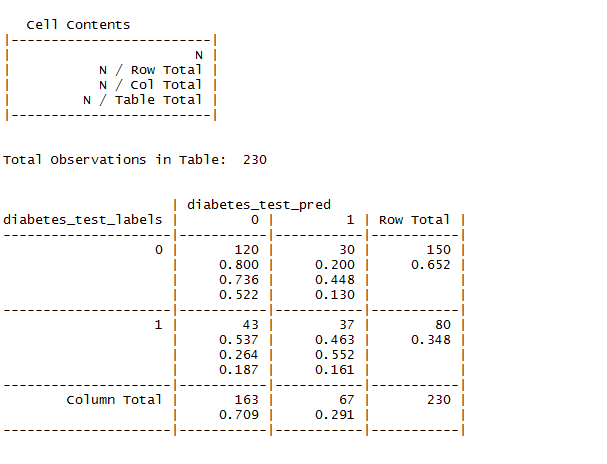 Cell Contents
|-------------------------|
| N |
| N / Row Total |
| N / Col Total |
| N / Table Total |
|-------------------------|
Total Observations in Table: 230
| diabetes_test_pred
diabetes_test_labels | 0 | 1 | Row Total |
---------------------|-----------|-----------|-----------|
0 | 120 | 30 | 150 |
| 0.800 | 0.200 | 0.652 |
| 0.736 | 0.448 | |
| 0.522 | 0.130 | |
---------------------|-----------|-----------|-----------|
1 | 43 | 37 | 80 |
| 0.537 | 0.463 | 0.348 |
| 0.264 | 0.552 | |
| 0.187 | 0.161 | |
---------------------|-----------|-----------|-----------|
Column Total | 163 | 67 | 230 |
| 0.709 | 0.291 | |
---------------------|-----------|-----------|-----------|